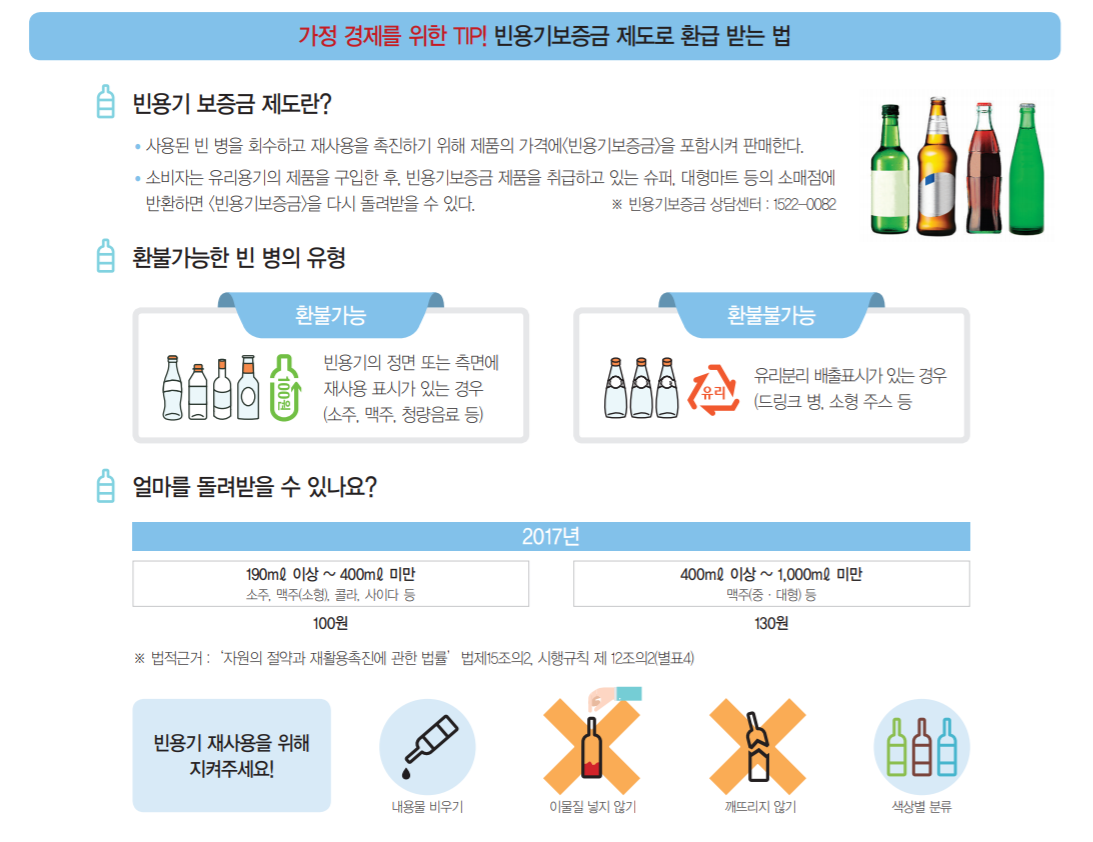 가정 경제를 위한 TIP! 빈용기보증금 제도로 환급 받는 법
빈용기 보증금 제도란?
• 사용된 빈 병을 회수하고 재사용을 촉진하기 위해 제품의 가격에〈빈용기보증금〉을 포함시켜 판매한다.
• 소비자는 유리용기의 제품을 구입한 후, 빈용기보증금 제품을 취급하고 있는 슈퍼, 대형마트 등의 소매점에
반환하면 〈빈용기보증금〉을 다시 돌려받을 수 있다.
※ 빈용기보증금 상담센터 : 1522-0082
환불가능한 빈 병의 유형
환불가능
100원
빈용기의 정면 또는 측면에
재사용 표시가 있는 경우
(소주, 맥주, 청량음료 등)
환불불가능
유리
유리분리 배출표시가 있는 경우
(드링크 병, 소형 주스 등
얼마를 돌려받을 수 있나요?
2017년
190㎖ 이상 ~ 400㎖ 미만
소주, 맥주(소형), 콜라, 사이다 등
100원
400㎖ 이상 ~ 1,000㎖ 미만
맥주(중 · 대형) 등
130원
※ 법적근거 : ‘자원의 절약과 재활용촉진에 관한 법률’ 법제15조의2, 시행규칙 제 12조의2(별표4)
빈용기 재사용을 위해
지켜주세요!
내용물 비우기
이물질 넣지 않기
깨뜨리지 않기
색상별 분류